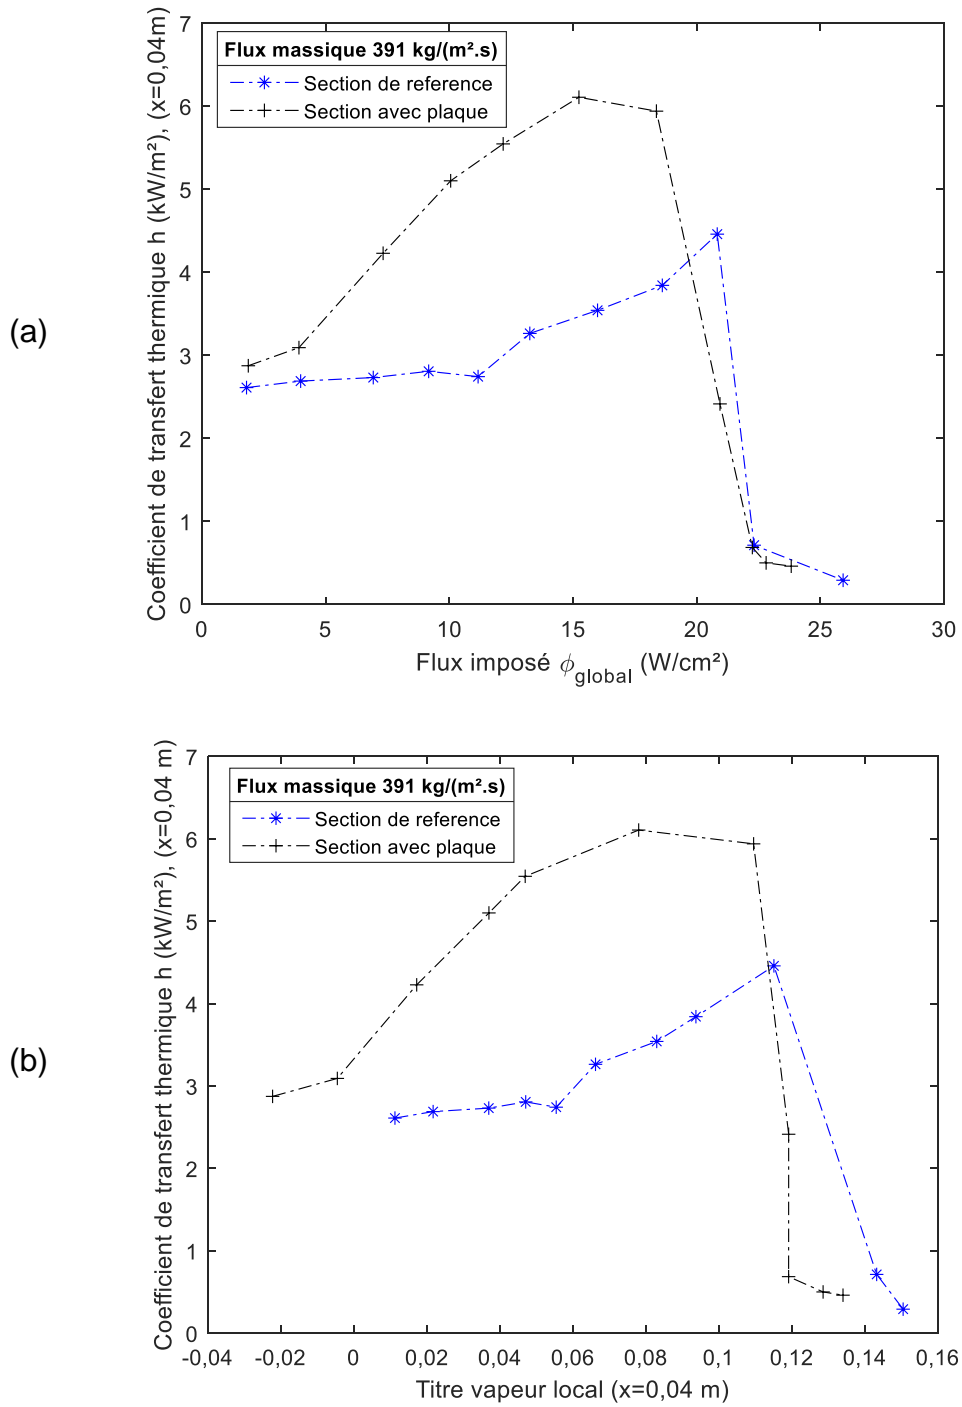 (a)
Coefficient de transfert thermique h (kW/m²), (x=0,04m)
7
6
5
4
3
2
1
0
Flux massique 391 kg/(m².s)
Section de reference
Section avec plaque
0 5 10 15 20 25 30
Flux imposé ϕglobal (W/cm²)
(b)
Coefficient de transfert thermique h (kW/m²), (x=0,04 m)
7
6
5
4
3
2
1
0
Flux massique 391 kg/(m².s)
Section de reference
Section avec plaque
-0,04 -0,02 0 0,02 0,04 0,06 0,08 0,1 0,12 0,14 0,16
Titre vapeur local (x=0,04 m)